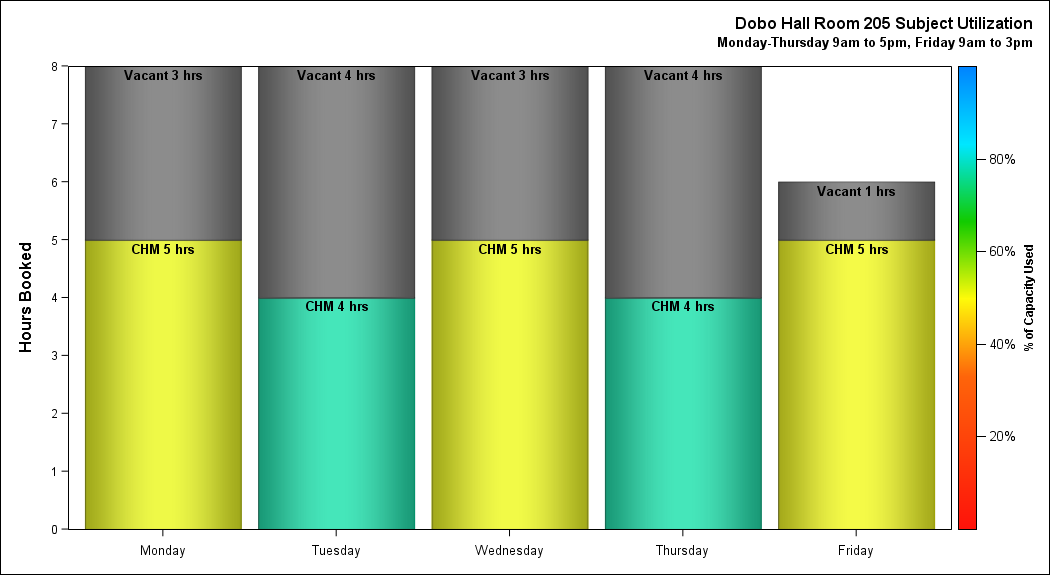 Dobo Hall Room 205 Subject Utilization
Monday-Thursday 9am to 5pm, Friday 9am to 3pm
Hours Booked
8
7
6
5
4
3
2
1
0
Vacant 3 hrs
CHM 5 hrs
Vacant 4 hrs
CHM 4 hrs
Vacant 3 hrs
CHM 5 hrs
Vacant 4 hrs
CHM 4 hrs
Vacant 1 hrs
CHM 5 hrs
Monday
Tuesday
Wednesday
Thursday
Friday
80%
60%
40%
20%
% of Capacity Used